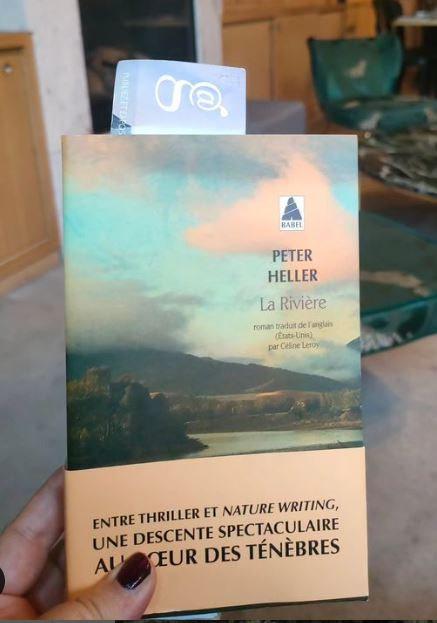 BABEL
PETER
HELLER
La Rivière
roman traduit de l'anglais
(États-Unis)
par Céline Leroy
ENTRE THRILLER ET NATURE WRITING,
UNE DESCENTE SPECTACULAIRE
AU CŒUR DES TÉNÈBRES